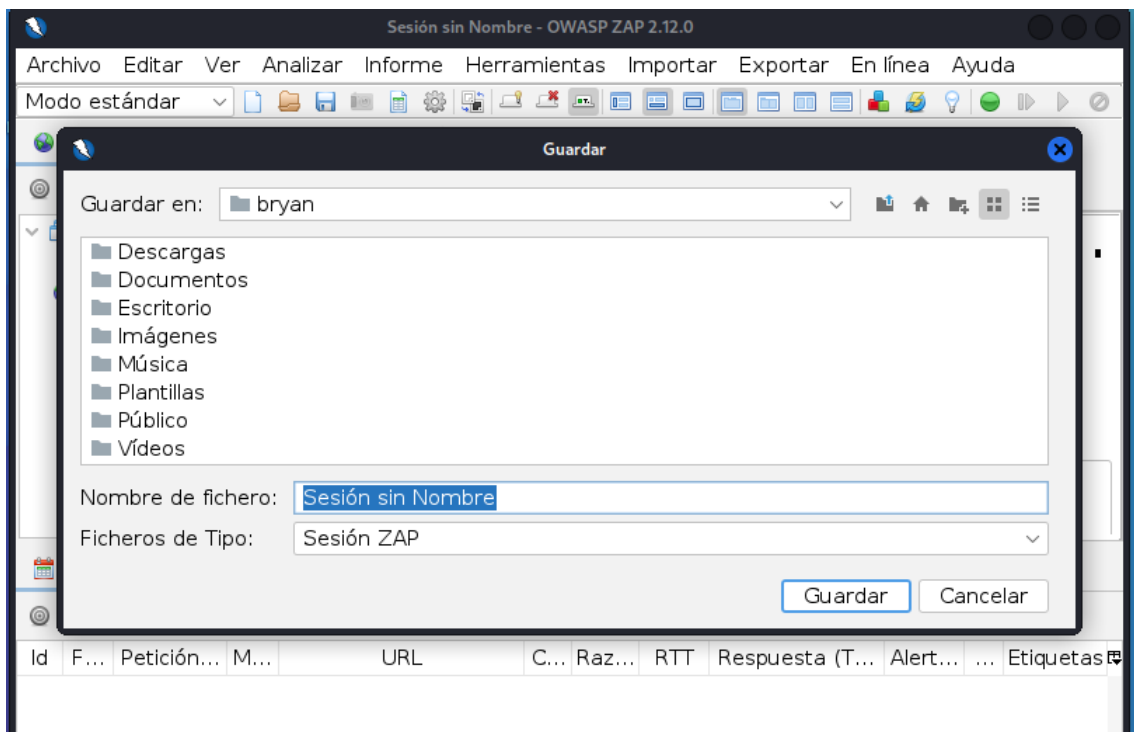 Sesión sin Nombre - OWASP ZAP 2.12.0
Archivo Editar Ver Analizar Informe Herramientas Importar Exportar En línea Ayuda
Modo estándar
Guardar
Guardar en: bryan
Descargas
Documentos
Escritorio
Imágenes
Música
Plantillas
Público
Vídeos
Nombre de fichero: Sesión sin Nombre
Ficheros de Tipo: Sesión ZAP
Guardar Cancelar
Id F... Petición... M... URL C... Raz... RTT Respuesta (T... Alert... ... Etiquetas